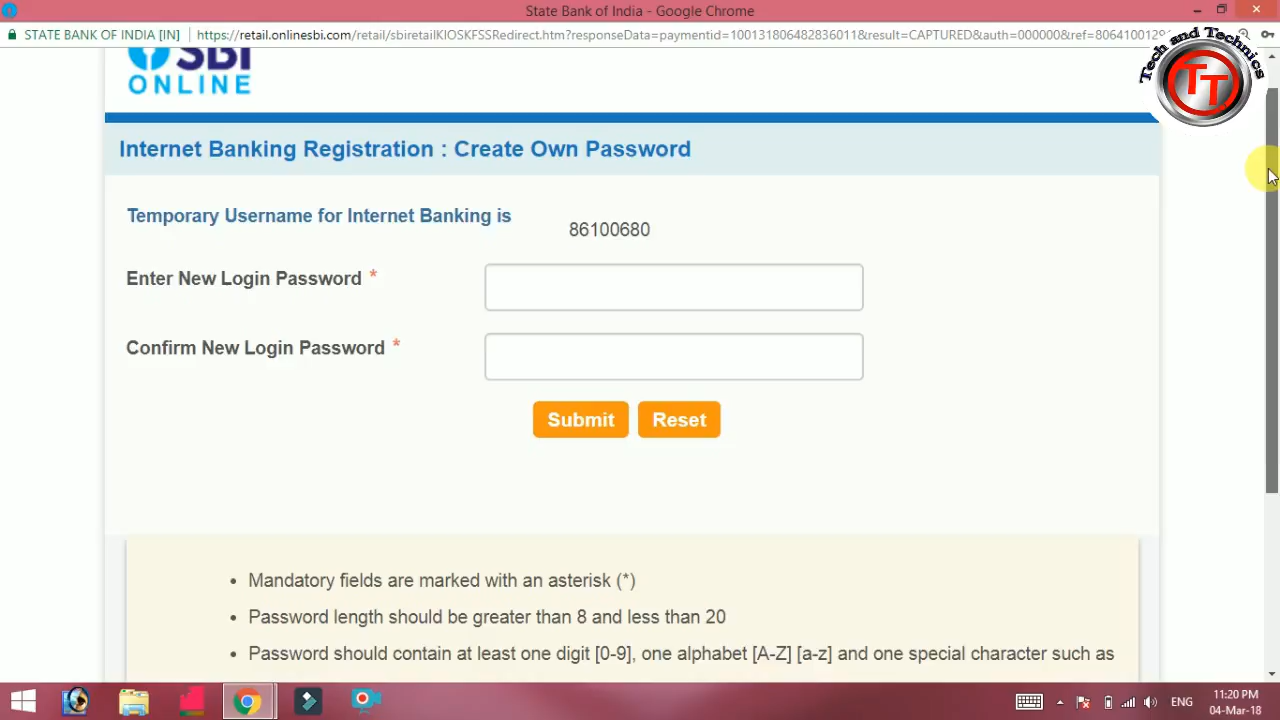 State Bank of India - Google Chrome
STATE BANK OF INDIA [IN] https://retail.onlinesbi.com/retail/sbiretailKIOSKFSSRedirect.htm?responseData=paymentid=100131806482836011&result=CAPTURED&auth=000000&ref=8064100129
Tech and Technics
TT
SBI
ONLINE
Internet Banking Registration : Create Own Password
Temporary Username for Internet Banking is
86100680
Enter New Login Password *
Confirm New Login Password *
Submit Reset
• Mandatory fields are marked with an asterisk (*)
• Password length should be greater than 8 and less than 20
• Password should contain at least one digit [0-9], one alphabet [A-Z] [a-z] and one special character such as
ENG
11:20 PM
04-Mar-18